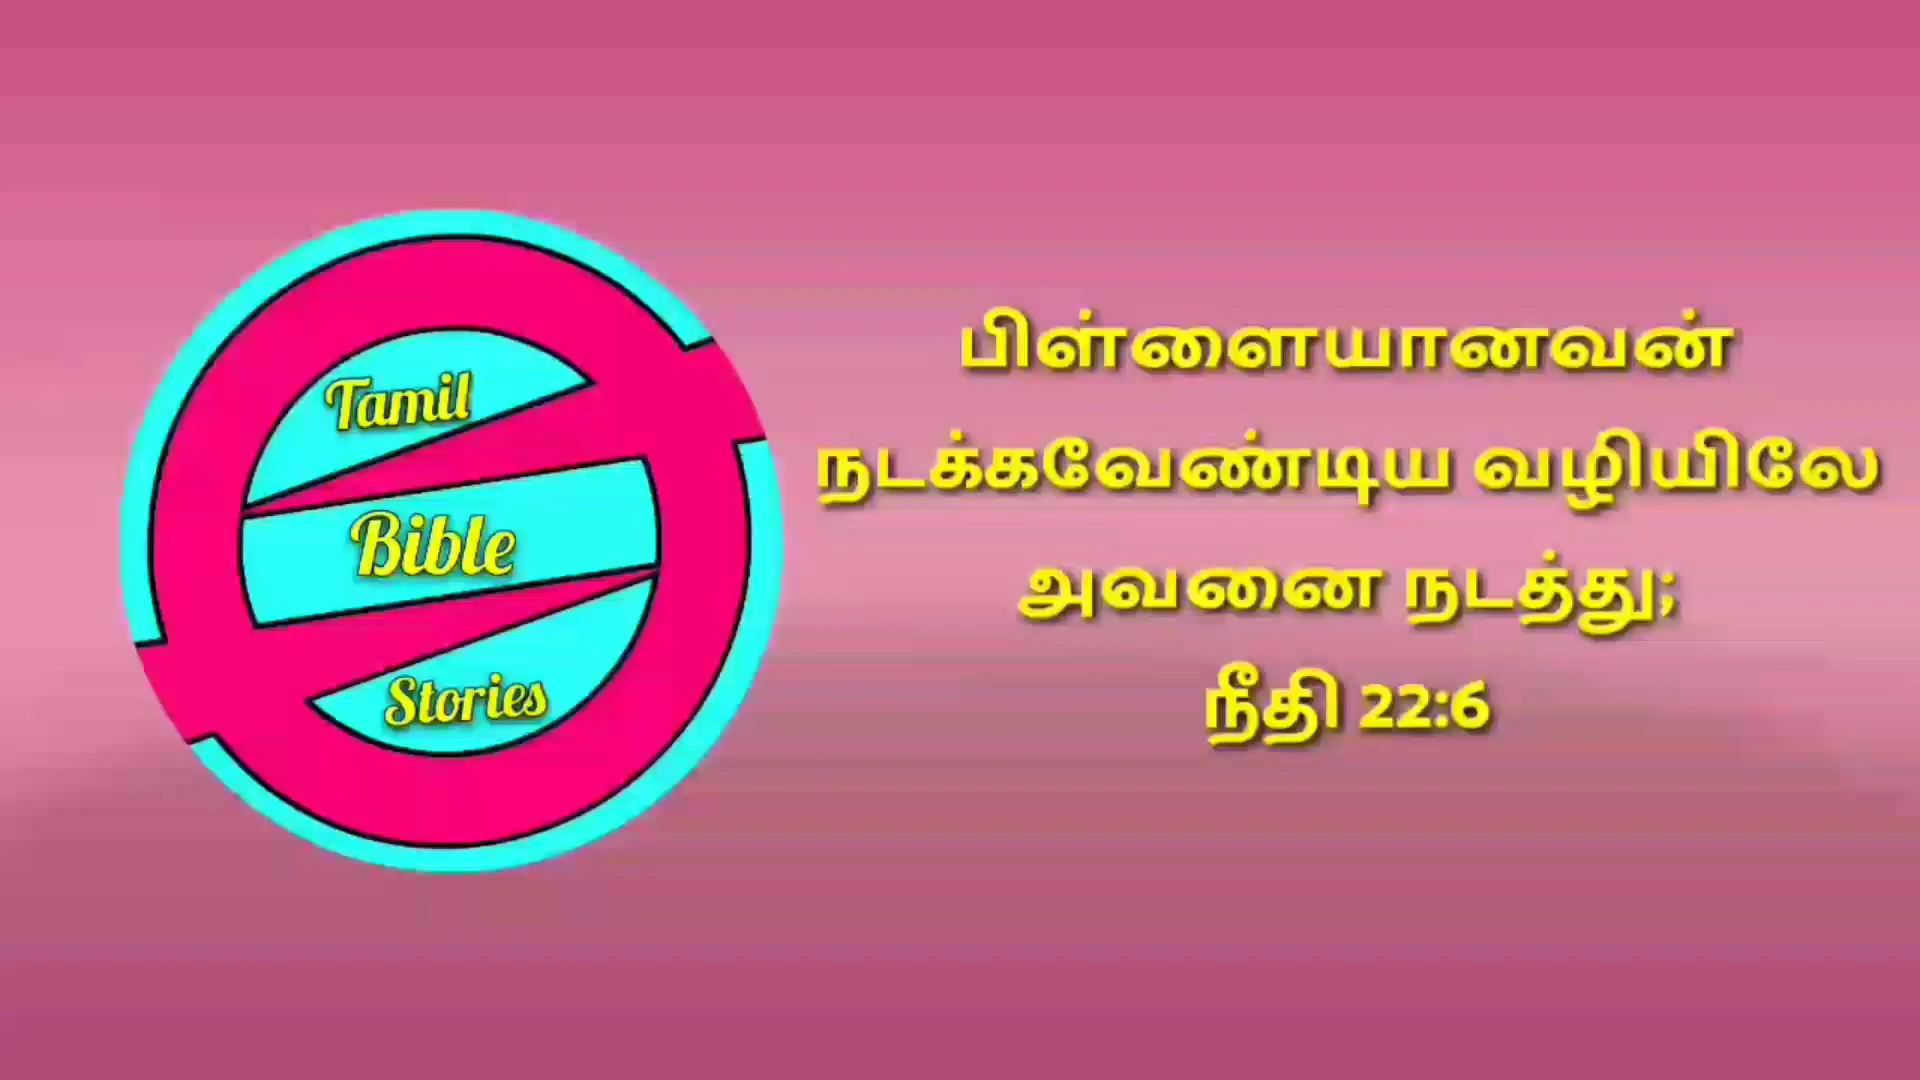 Tamil
Bible
Stories
பிள்ளையானவன்
நடக்கவேண்டிய வழியிலே
அவனை நடத்து;
நீதி 22:6